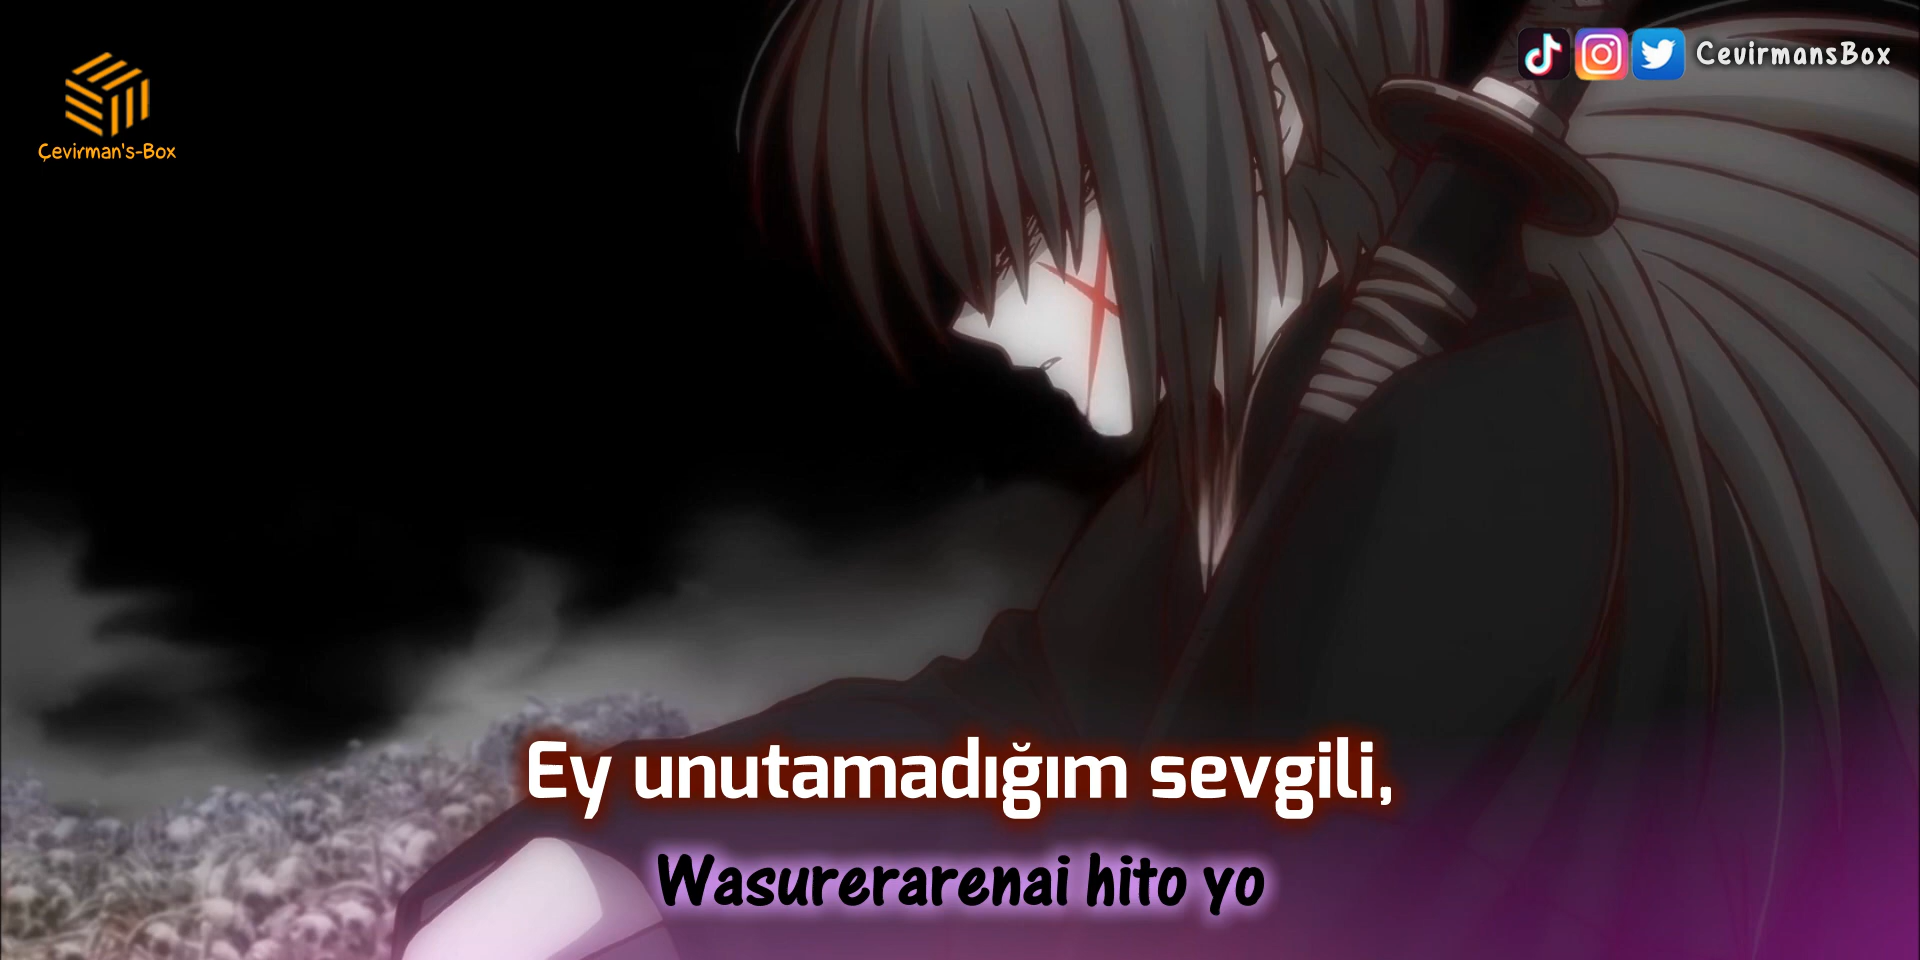 CevirmansBox
Çevirman's-Box
Ey unutamadığım sevgili,
Wasurerarenai hito yo